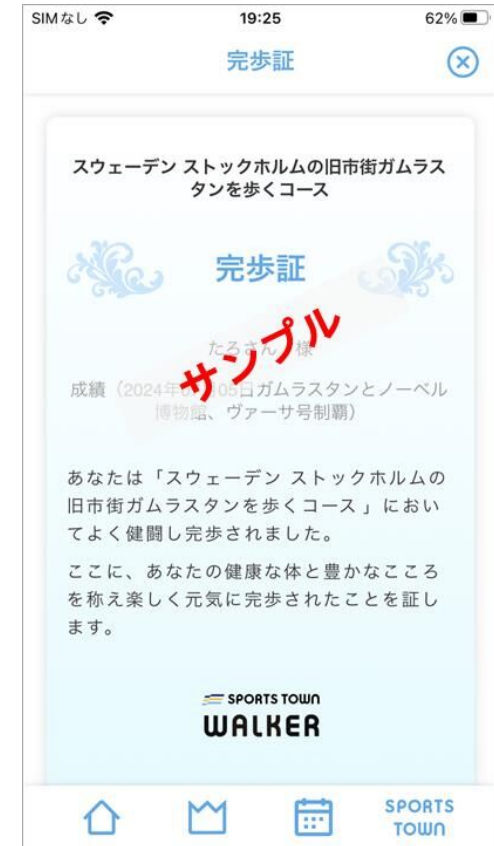 SIMなし 19:25 62%
完歩証
スウェーデン ストックホルムの旧市街ガムラス
タンを歩くコース
完歩証
サンプル
たろさん 様
成績（2024年0 月05日ガムラスタンとノーベル
博物館、ヴァーサ号制覇）
あなたは「スウェーデン ストックホルムの
旧市街ガムラスタンを歩くコース 」におい
てよく健闘し完歩されました。
ここに、あなたの健康な体と豊かなこころ
を称え楽しく元気に完歩されたことを証し
ます。
SPORTS TOWN
WALKER
SPORTS
TOWN